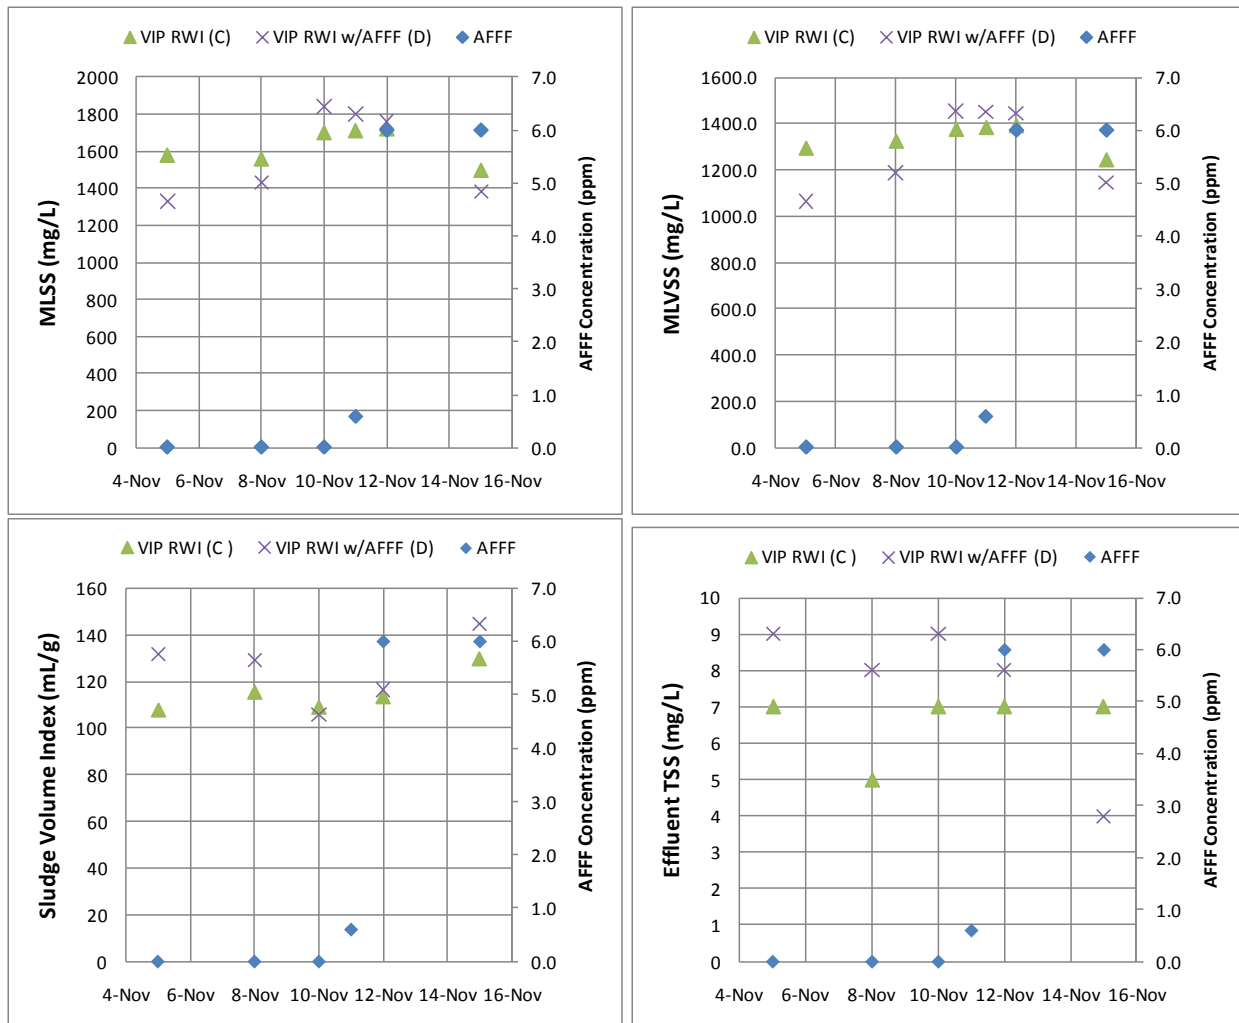 VIP RWI (C) VIP RWI w/AFFF (D) AFFF
2000 7.0
1800 6.0
1600
1400 5.0
1200 4.0
1000
800 3.0
600 2.0
400
200 1.0
0 0.0
4-Nov 6-Nov 8-Nov 10-Nov 12-Nov 14-Nov 16-Nov
MLSS (mg/L)
AFFF Concentration (ppm)
VIP RWI (C) VIP RWI w/AFFF (D) AFFF
1600.0 7.0
1400.0 6.0
1200.0 5.0
1000.0 4.0
800.0
600.0 3.0
400.0 2.0
200.0 1.0
0.0 0.0
4-Nov 6-Nov 8-Nov 10-Nov 12-Nov 14-Nov 16-Nov
MLVSS (mg/L)
AFFF Concentration (ppm)
VIP RWI (C ) VIP RWI w/AFFF (D) AFFF
160 7.0
140 6.0
120 5.0
100 4.0
80
60 3.0
40 2.0
20 1.0
0 0.0
4-Nov 6-Nov 8-Nov 10-Nov 12-Nov 14-Nov 16-Nov
Sludge Volume Index (mL/g)
AFFF Concentration (ppm)
VIP RWI (C ) VIP RWI w/AFFF (D) AFFF
10 7.0
9 6.0
8
7 5.0
6 4.0
5
4 3.0
3 2.0
2
1 1.0
0 0.0
4-Nov 6-Nov 8-Nov 10-Nov 12-Nov 14-Nov 16-Nov
Effluent TSS (mg/L)
AFFF Concentration (ppm)